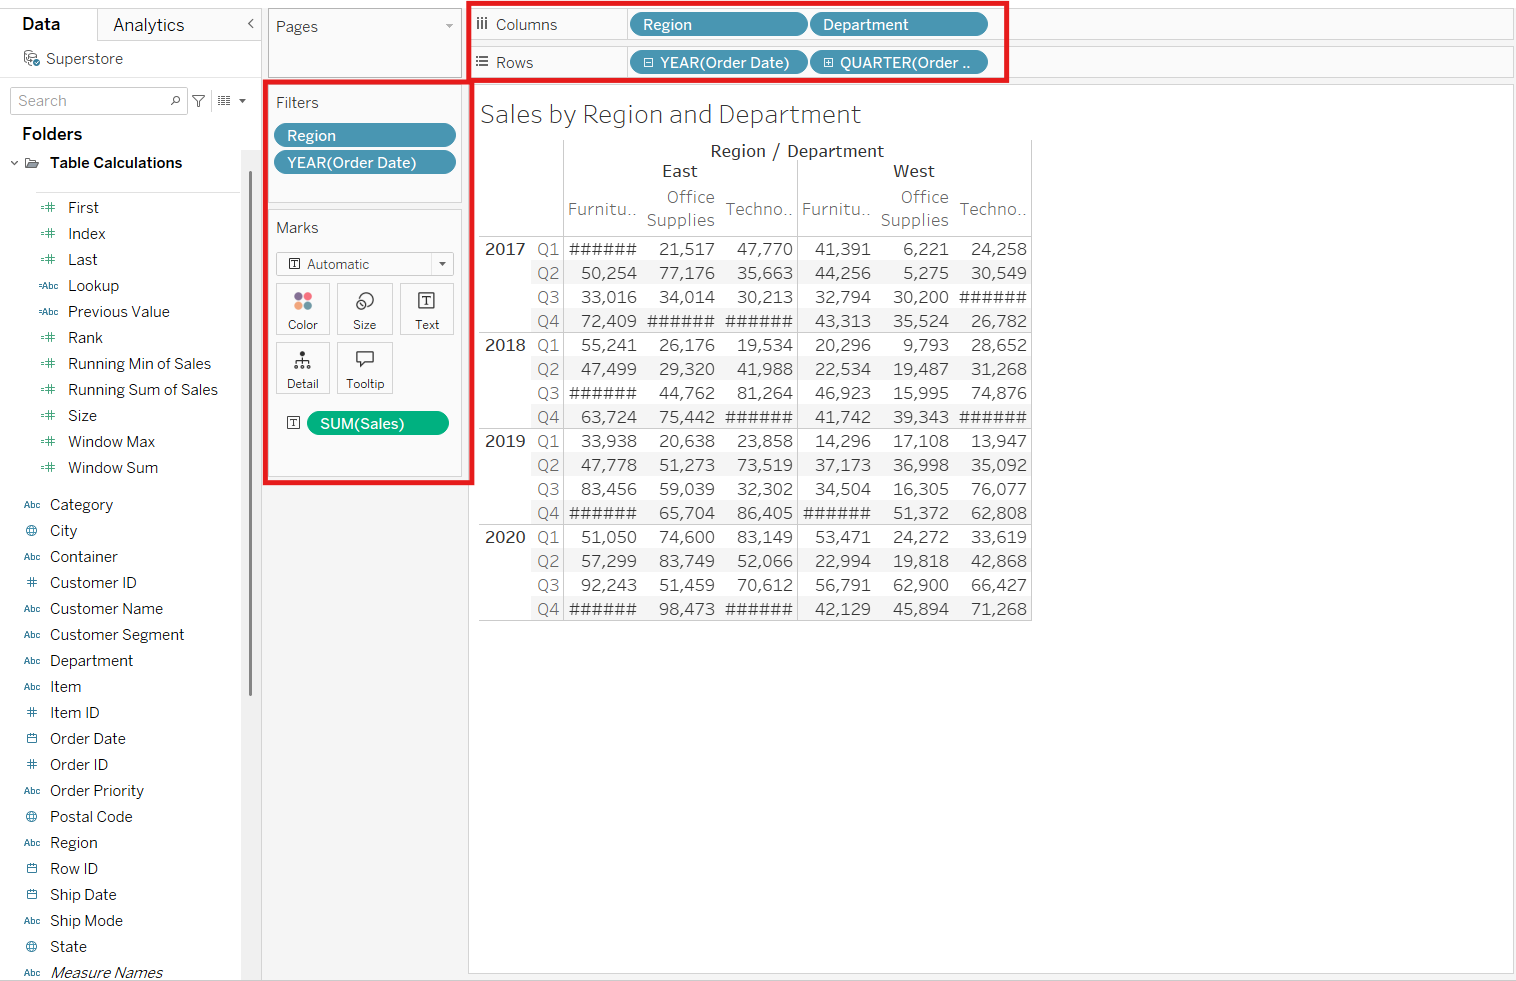 Data Analytics
Superstore
Search
Folders
Table Calculations
First
Index
Last
=Abc Lookup
=Abc Previous Value
Rank
Running Min of Sales
Running Sum of Sales
Size
Window Max
Window Sum
Abc Category
City
Abc Container
# Customer ID
Abc Customer Name
Abc Customer Segment
Abc Department
Abc Item
# Item ID
Order Date
# Order ID
Abc Order Priority
Postal Code
Abc Region
Row ID
Ship Date
Abc Ship Mode
State
Abc Measure Names
Pages
Filters
Region
YEAR(Order Date)
Marks
T Automatic
Color Size Text
Detail Tooltip
T SUM(Sales)
Columns Region Department
Rows YEAR(Order Date) QUARTER(Order ..
Sales by Region and Department
Region / Department
East West
Furnitu.. Office Supplies Techno.. Furnitu.. Office Supplies Techno..
2017 Q1 ###### 21,517 47,770 41,391 6,221 24,258
Q2 50,254 77,176 35,663 44,256 5,275 30,549
Q3 33,016 34,014 30,213 32,794 30,200 ######
Q4 72,409 ###### ###### 43,313 35,524 26,782
2018 Q1 55,241 26,176 19,534 20,296 9,793 28,652
Q2 47,499 29,320 41,988 22,534 19,487 31,268
Q3 ###### 44,762 81,264 46,923 15,995 74,876
Q4 63,724 75,442 ###### 41,742 39,343 ######
2019 Q1 33,938 20,638 23,858 14,296 17,108 13,947
Q2 47,778 51,273 73,519 37,173 36,998 35,092
Q3 83,456 59,039 32,302 34,504 16,305 76,077
Q4 ###### 65,704 86,405 ###### 51,372 62,808
2020 Q1 51,050 74,600 83,149 53,471 24,272 33,619
Q2 57,299 83,749 52,066 22,994 19,818 42,868
Q3 92,243 51,459 70,612 56,791 62,900 66,427
Q4 ###### 98,473 ###### 42,129 45,894 71,268